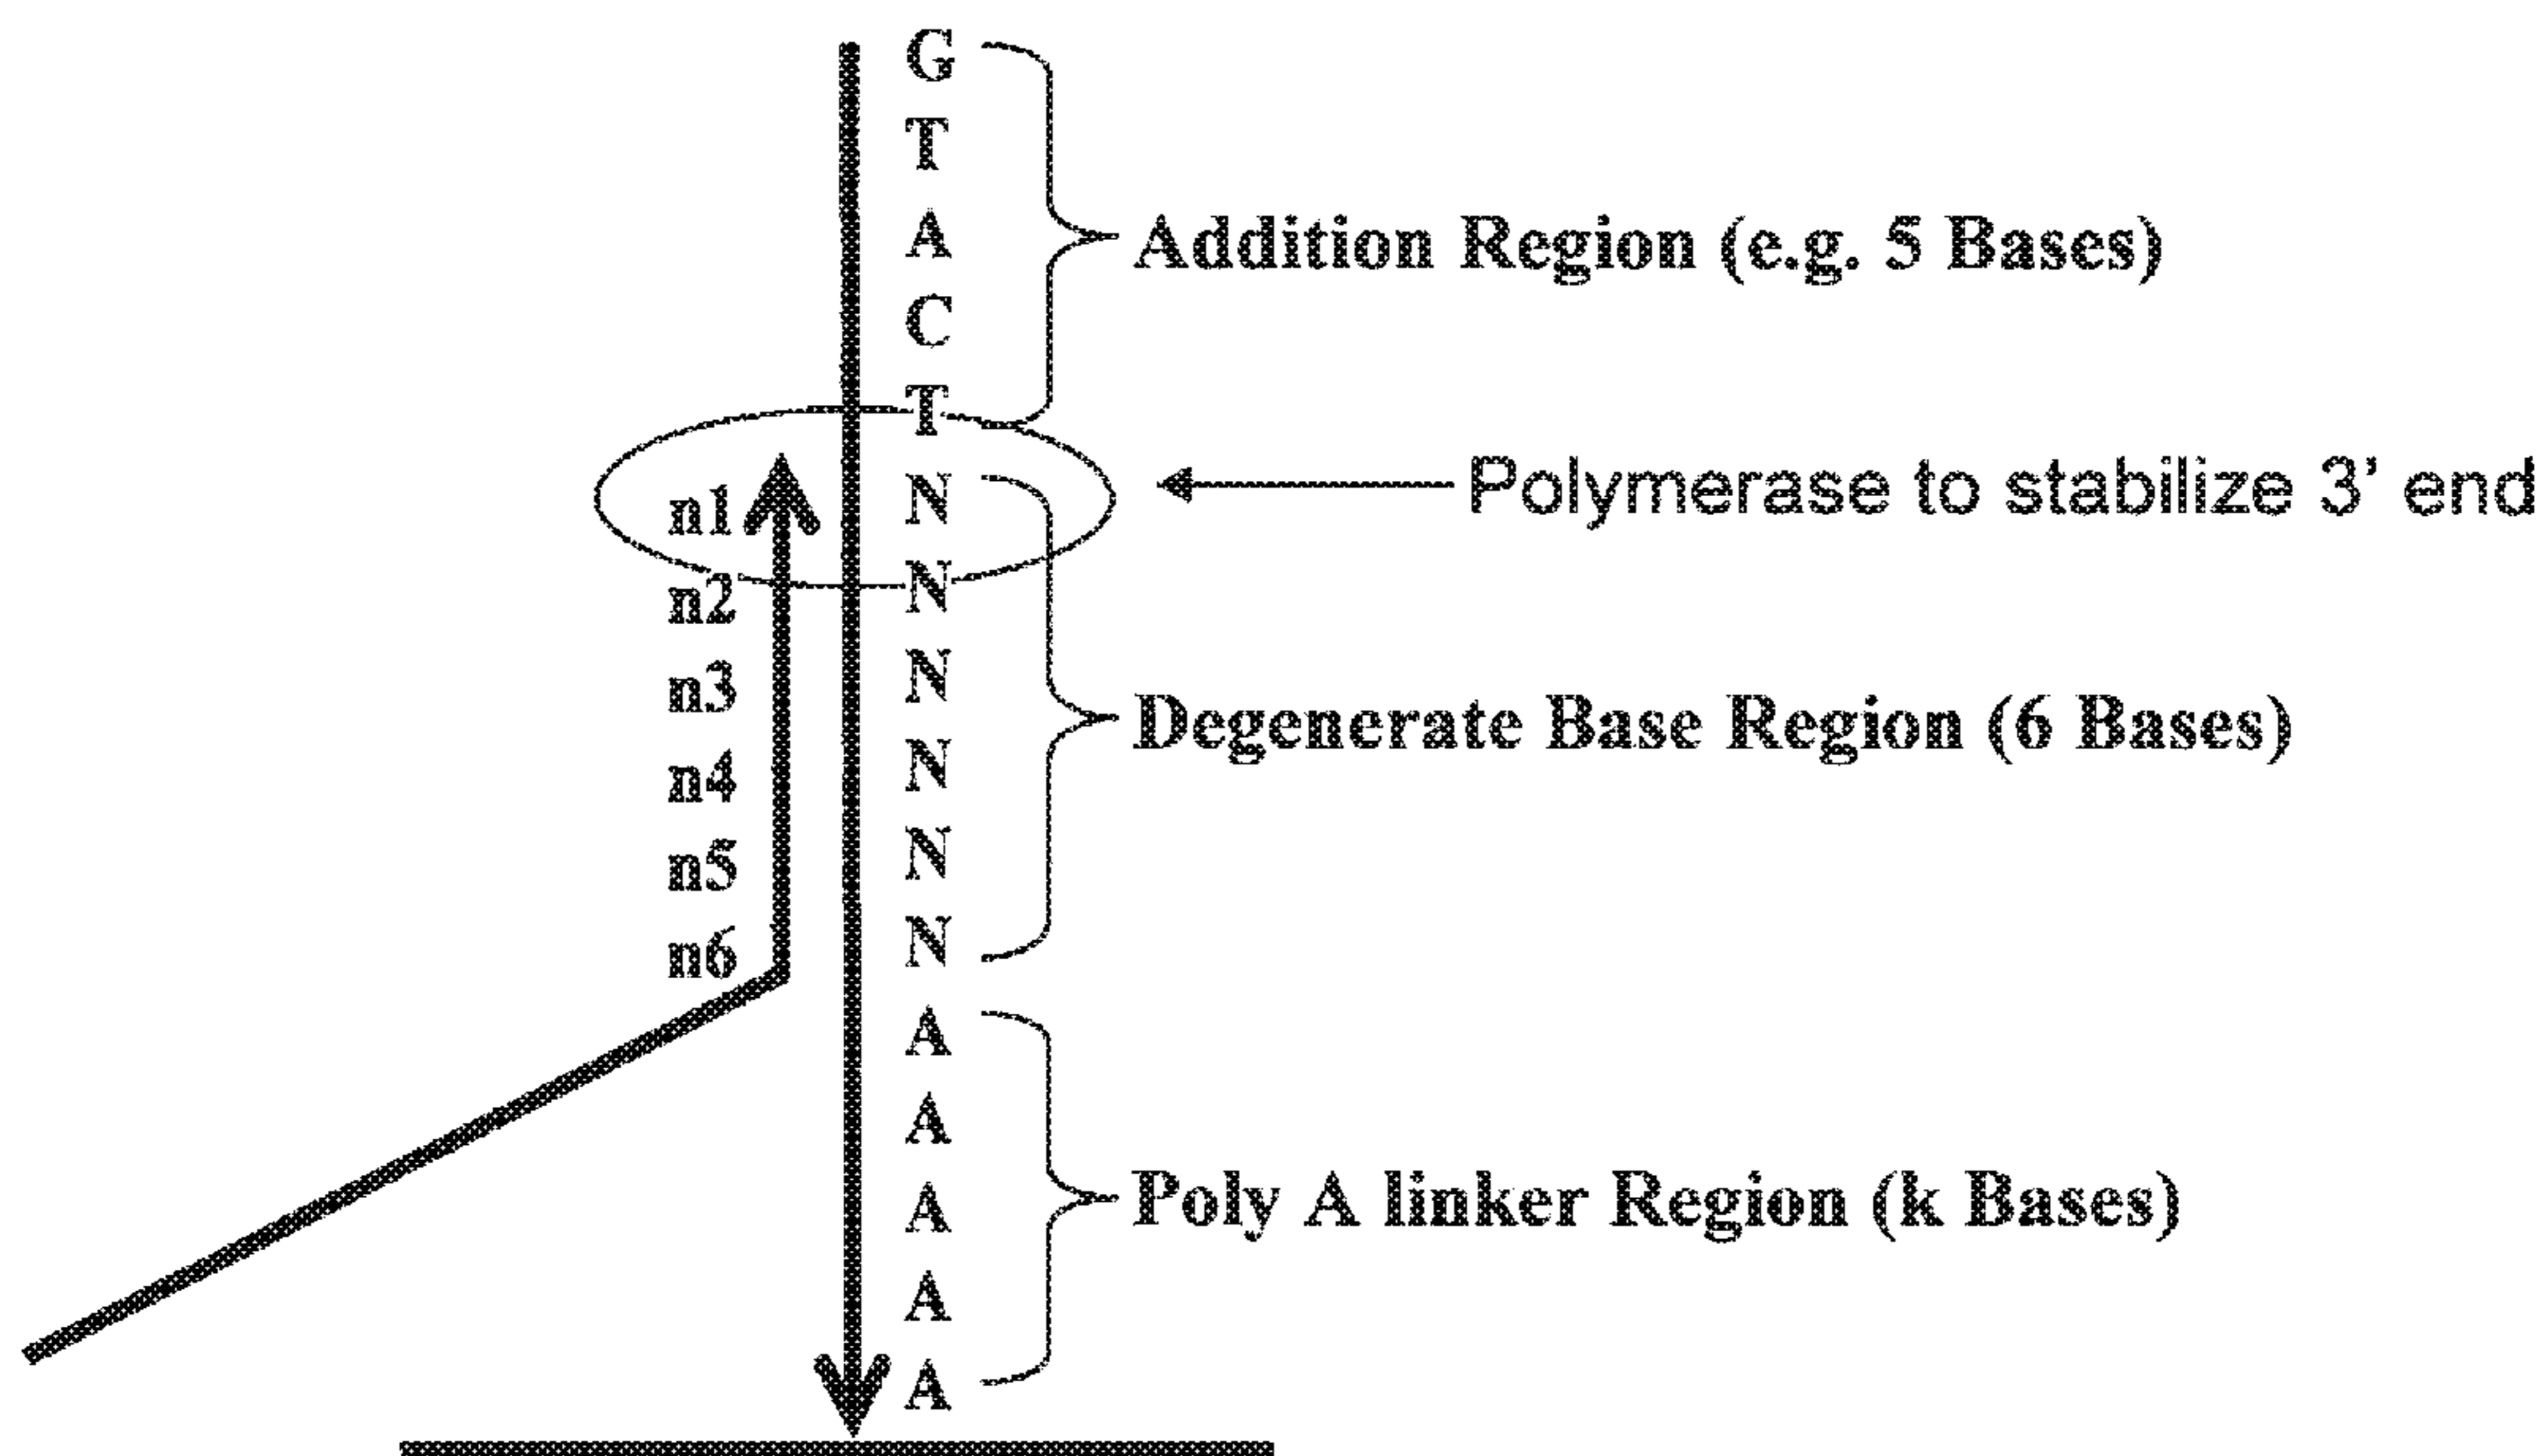 G
T
A
C
T
Addition Region (e.g. 5 Bases)
Polymerase to stabilize 3' end
n1 N
n2 N
n3 N
n4 N
n5 N
n6 N
Degenerate Base Region (6 Bases)
A
A
A
A
A
Poly A linker Region (k Bases)